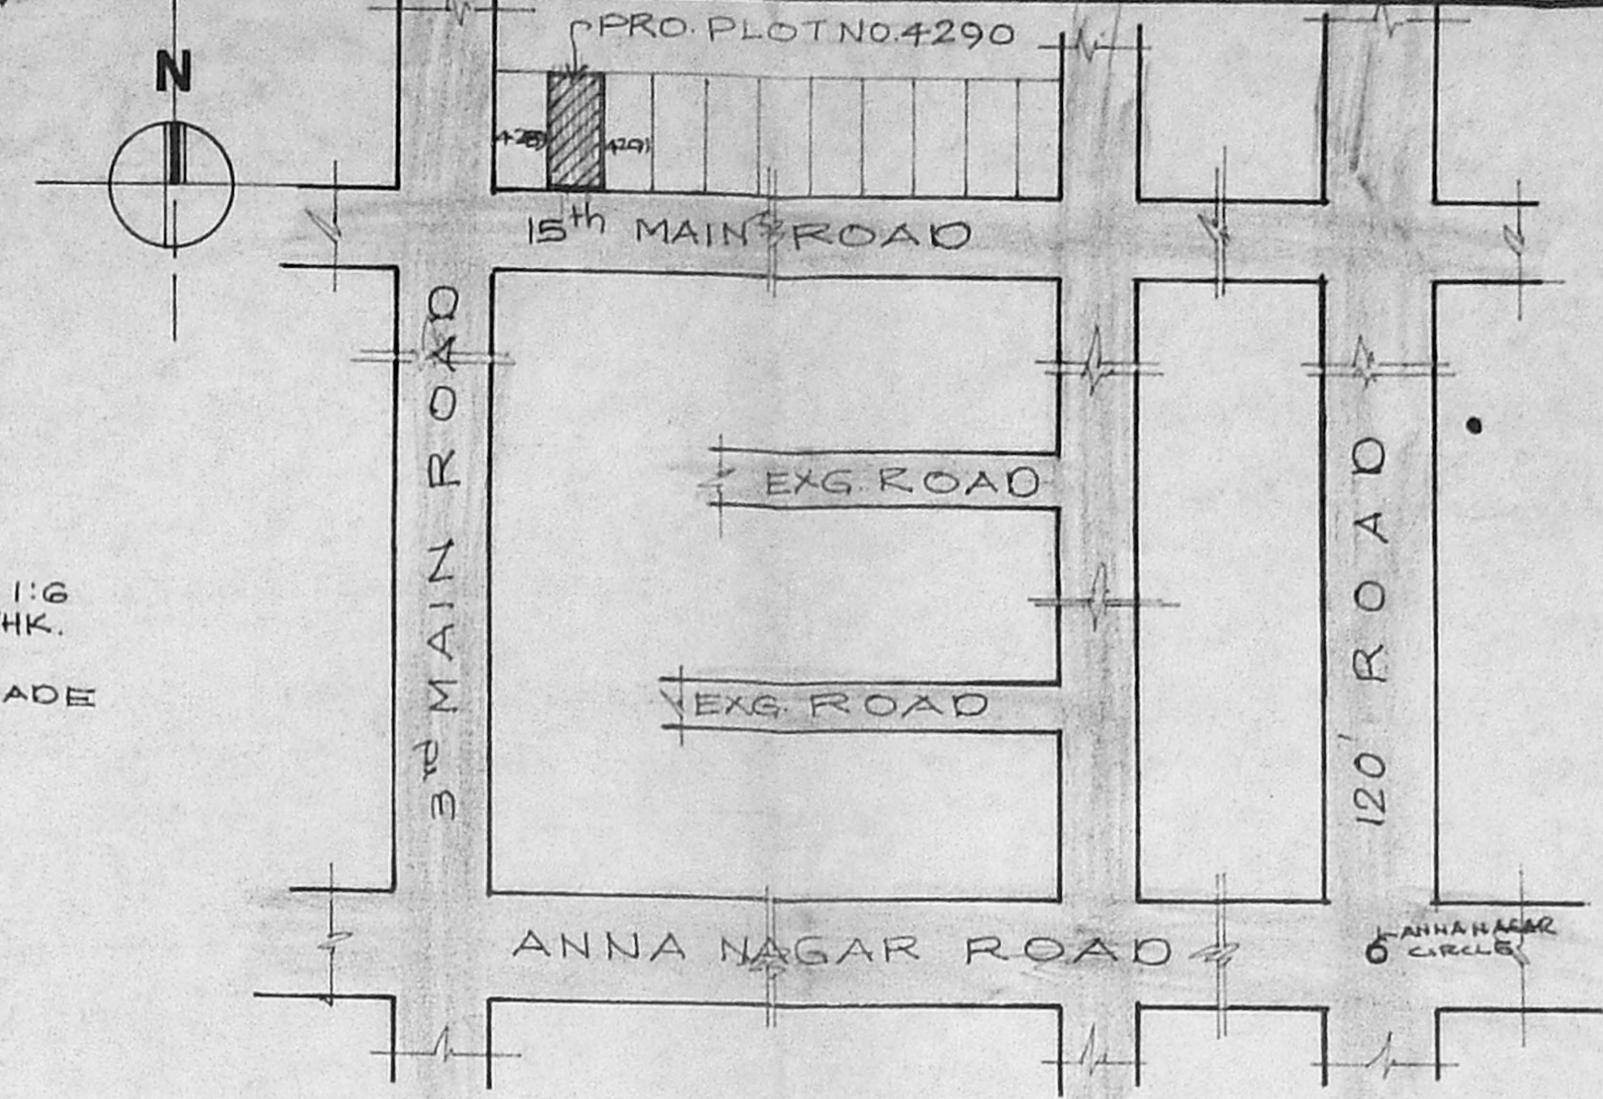 N
PRO. PLOT NO. 4290
4291
15th MAIN ROAD
3rd MAIN ROAD
EXG. ROAD
EXG. ROAD
120' ROAD
1:6
HK.
ADE
ANNA NAGAR ROAD
ANNA NAGAR
CIRCLE